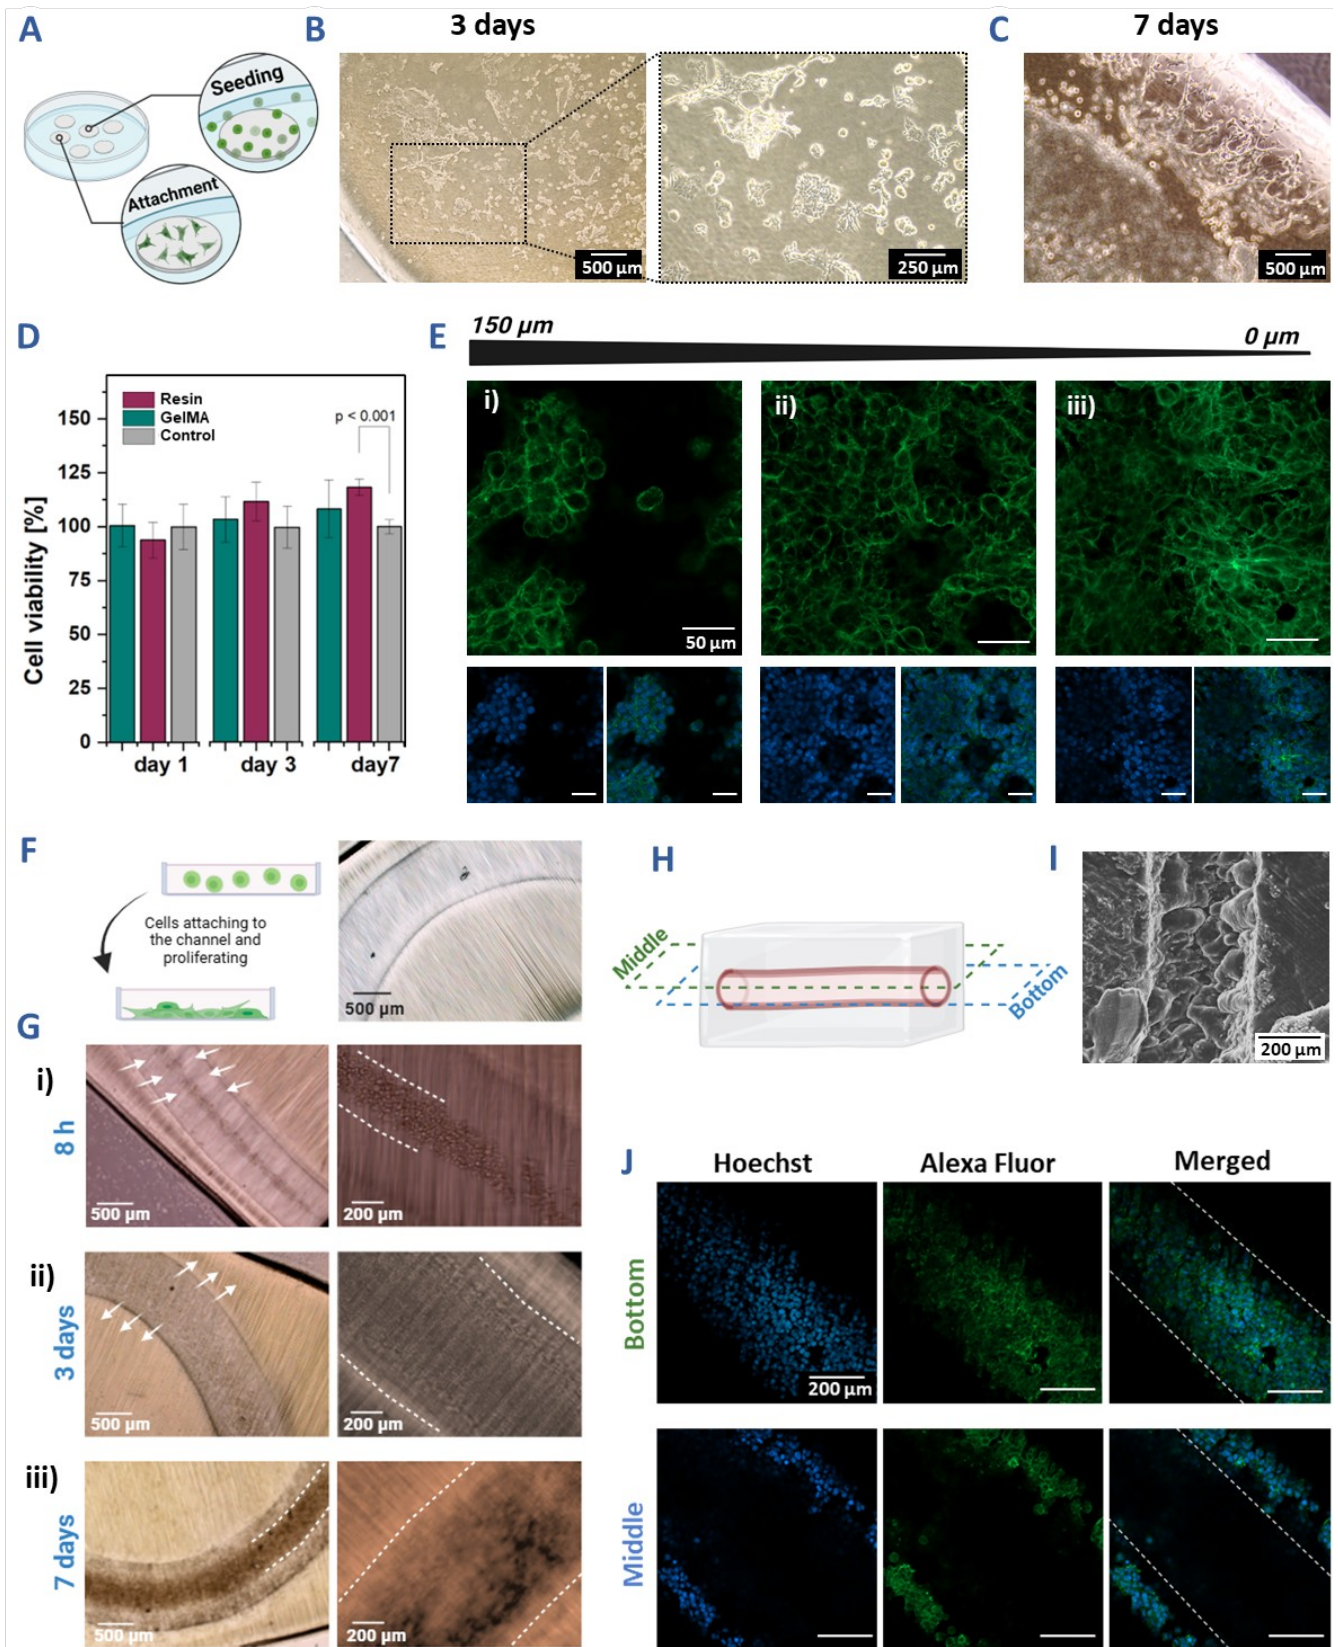 A
Seeding
Attachment
B
3 days
500 µm
250 µm
C
7 days
500 µm
D
Cell viability [%]
150
125
100
75
50
25
0
Resin
GelMA
Control
p < 0.001
day 1
day 3
day7
E
150 µm
0 µm
i)
50 µm
ii)
iii)
F
Cells attaching to
the channel and
proliferating
500 µm
G
i)
8 h
500 µm
200 µm
ii)
3 days
500 µm
200 µm
iii)
7 days
500 µm
200 µm
H
Middle
Bottom
I
200 µm
J
Hoechst
Alexa Fluor
Merged
Bottom
200 µm
Middle